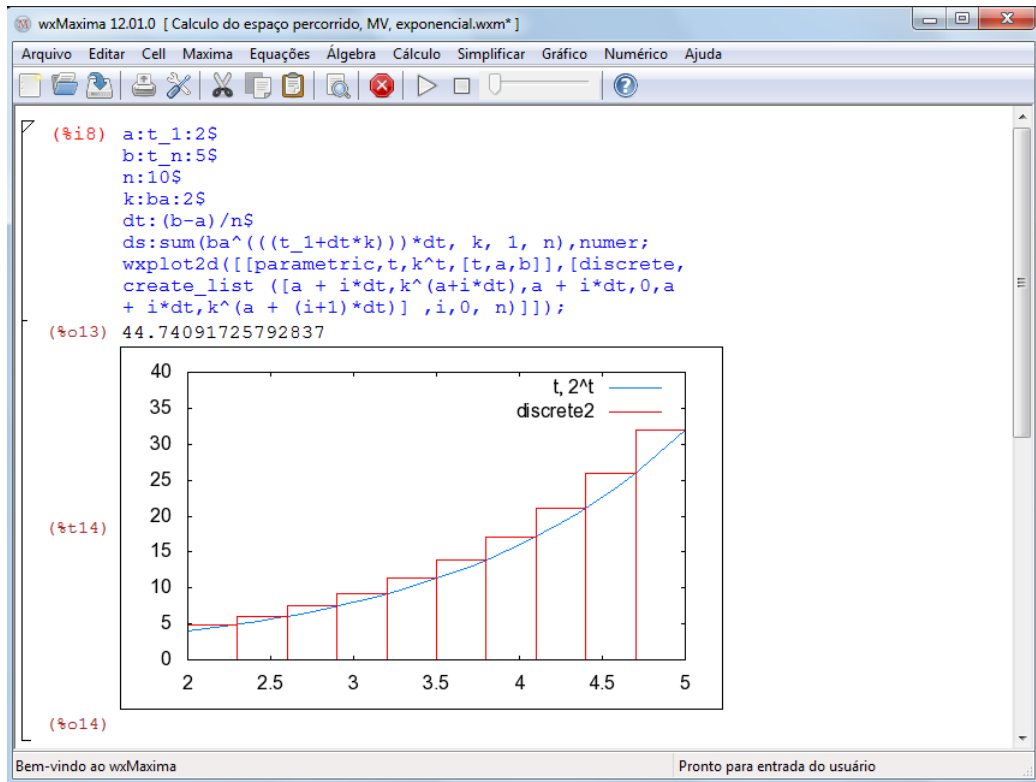 wxMaxima 12.01.0 [ Calculo do espaço percorrido, MV, exponencial.wxm* ]
Arquivo Editar Cell Maxima Equações Álgebra Cálculo Simplificar Gráfico Numérico Ajuda
(%i8) a:t_1:2$
b:t_n:5$
n:10$
k:ba:2$
dt:(b-a)/n$
ds:sum(ba^(((t_1+dt*k)))*dt, k, 1, n),numer;
wxplot2d([[parametric,t,k^t,[t,a,b]],[discrete,
create_list ([a + i*dt,k^(a+i*dt),a + i*dt,0,a
+ i*dt,k^(a + (i+1)*dt)] ,i,0, n)]]);
(%o13) 44.74091725792837
40
35
30
25
20
15
10
5
0
t, 2^t
discrete2
(%t14)
2 2.5 3 3.5 4 4.5 5
(%o14)
Bem-vindo ao wxMaxima Pronto para entrada do usuário